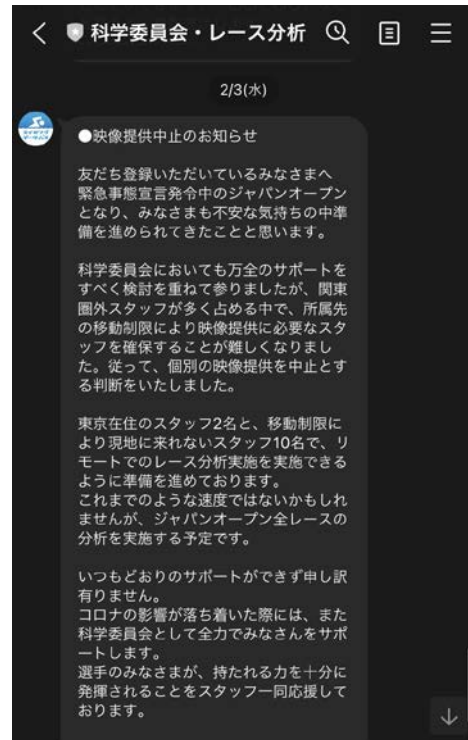 科学委員会・レース分析
2/3(水)
●映像提供中止のお知らせ
友だち登録いただいているみなさまへ
緊急事態宣言発令中のジャパンオープン
となり、みなさまも不安な気持ちの中準
備を進められてきたことと思います。
科学委員会においても万全のサポートを
すべく検討を重ねて参りましたが、関東
圏外スタッフが多く占める中で、所属先
の移動制限により映像提供に必要なスタ
ッフを確保することが難しくなりまし
た。従って、個別の映像提供を中止とす
る判断をいたしました。
東京在住のスタッフ2名と、移動制限に
より現地に来れないスタッフ10名で、リ
モートでのレース分析実施を実施できる
ように準備を進めております。
これまでのような速度ではないかもしれ
ませんが、ジャパンオープン全レースの
分析を実施する予定です。
いつもどおりのサポートができず申し訳
有りません。
コロナの影響が落ち着いた際には、また
科学委員会として全力でみなさんをサポ
ートします。
選手のみなさまが、持たれる力を十分に
発揮されることをスタッフ一同応援して
おります。